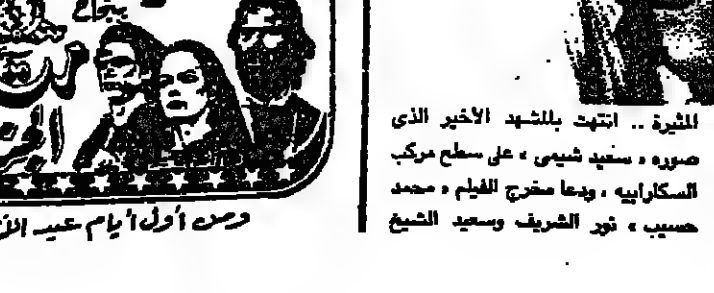 المثيرة .. انتهت بالمشهد الأخير الذى
صوره « سعيد شيمى » على سطح مركب
السكارابيه ، ودعا مخرج الفيلم « محمد
حسيب » نور الشريف وسعيد الشيخ
بنجاح
ومن أول أيام عيد